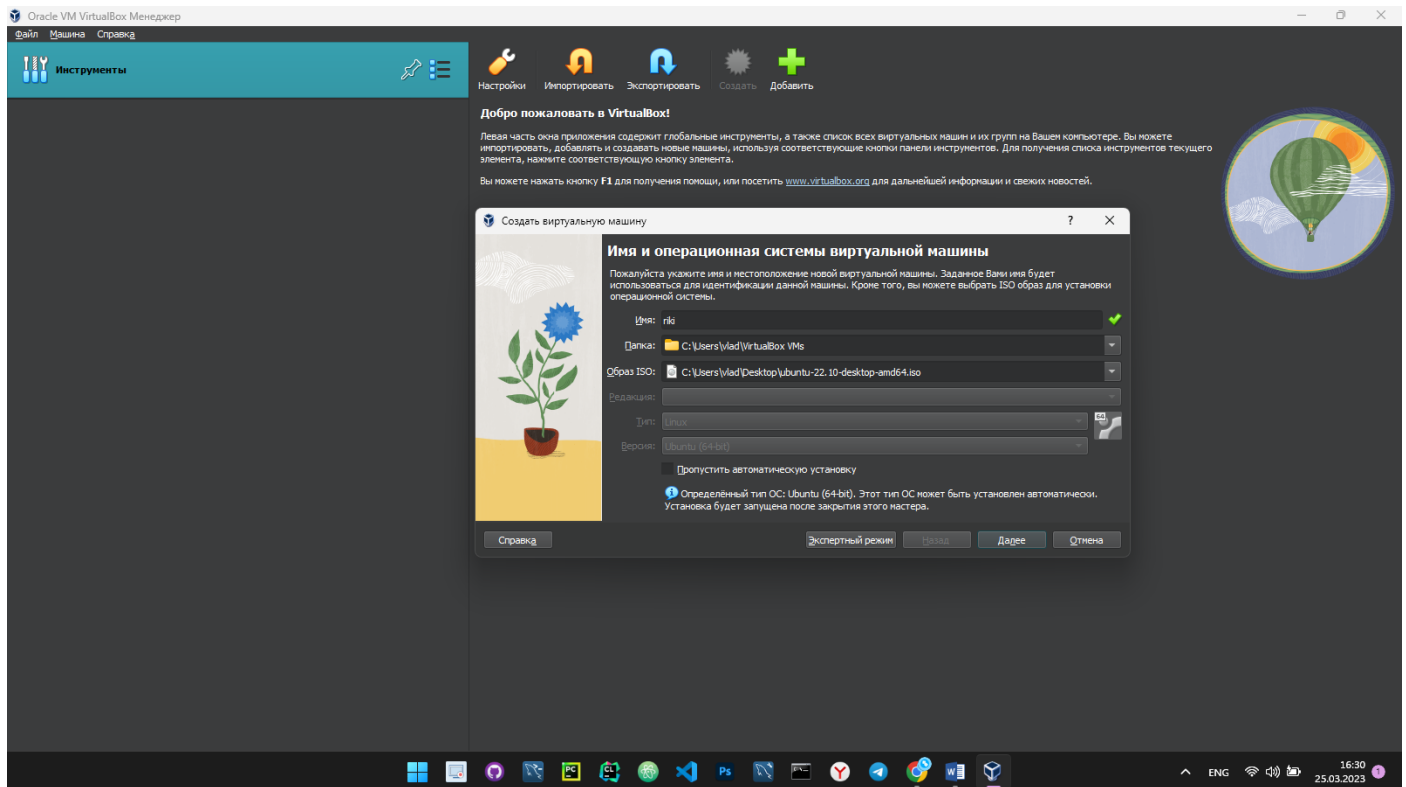 Oracle VM VirtualBox Менеджер
Файл Машина Справка
Инструменты
Настройки Импортировать Экспортировать Создать Добавить
Добро пожаловать в VirtualBox!
Левая часть окна приложения содержит глобальные инструменты, а также список всех виртуальных машин и их групп на Вашем компьютере. Вы можете
импортировать, добавлять и создавать новые машины, используя соответствующие кнопки панели инструментов. Для получения списка инструментов текущего
элемента, нажмите соответствующую кнопку элемента.
Вы можете нажать кнопку F1 для получения помощи, или посетить www.virtualbox.org для дальнейшей информации и свежих новостей.
Создать виртуальную машину ?
Имя и операционная системы виртуальной машины
Пожалуйста укажите имя и местоположение новой виртуальной машины. Заданное Вами имя будет
использоваться для идентификации данной машины. Кроме того, вы можете выбрать ISO образ для установки
операционной системы.
Имя: riki
Папка: C:\Users\vlad\VirtualBox VMs
Образ ISO: C:\Users\vlad\Desktop\ubuntu-22.10-desktop-amd64.iso
Редакция:
Тип: Linux
64
Версия: Ubuntu (64-bit)
Пропустить автоматическую установку
Определённый тип ОС: Ubuntu (64-bit). Этот тип ОС может быть установлен автоматически.
Установка будет запущена после закрытия этого мастера.
Справка Экспертный режим Назад Далее Отмена
PC CL Ps Y W ENG 16:30
25.03.2023 1